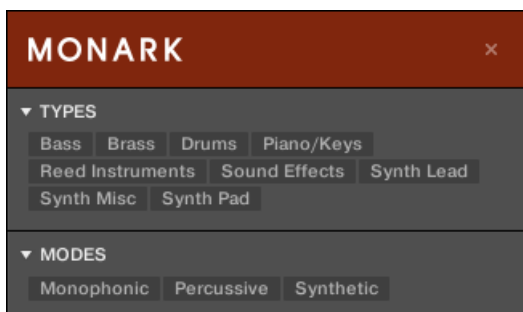 MONARK ×
▼ TYPES
Bass Brass Drums Piano/Keys
Reed Instruments Sound Effects Synth Lead
Synth Misc Synth Pad
▼ MODES
Monophonic Percussive Synthetic